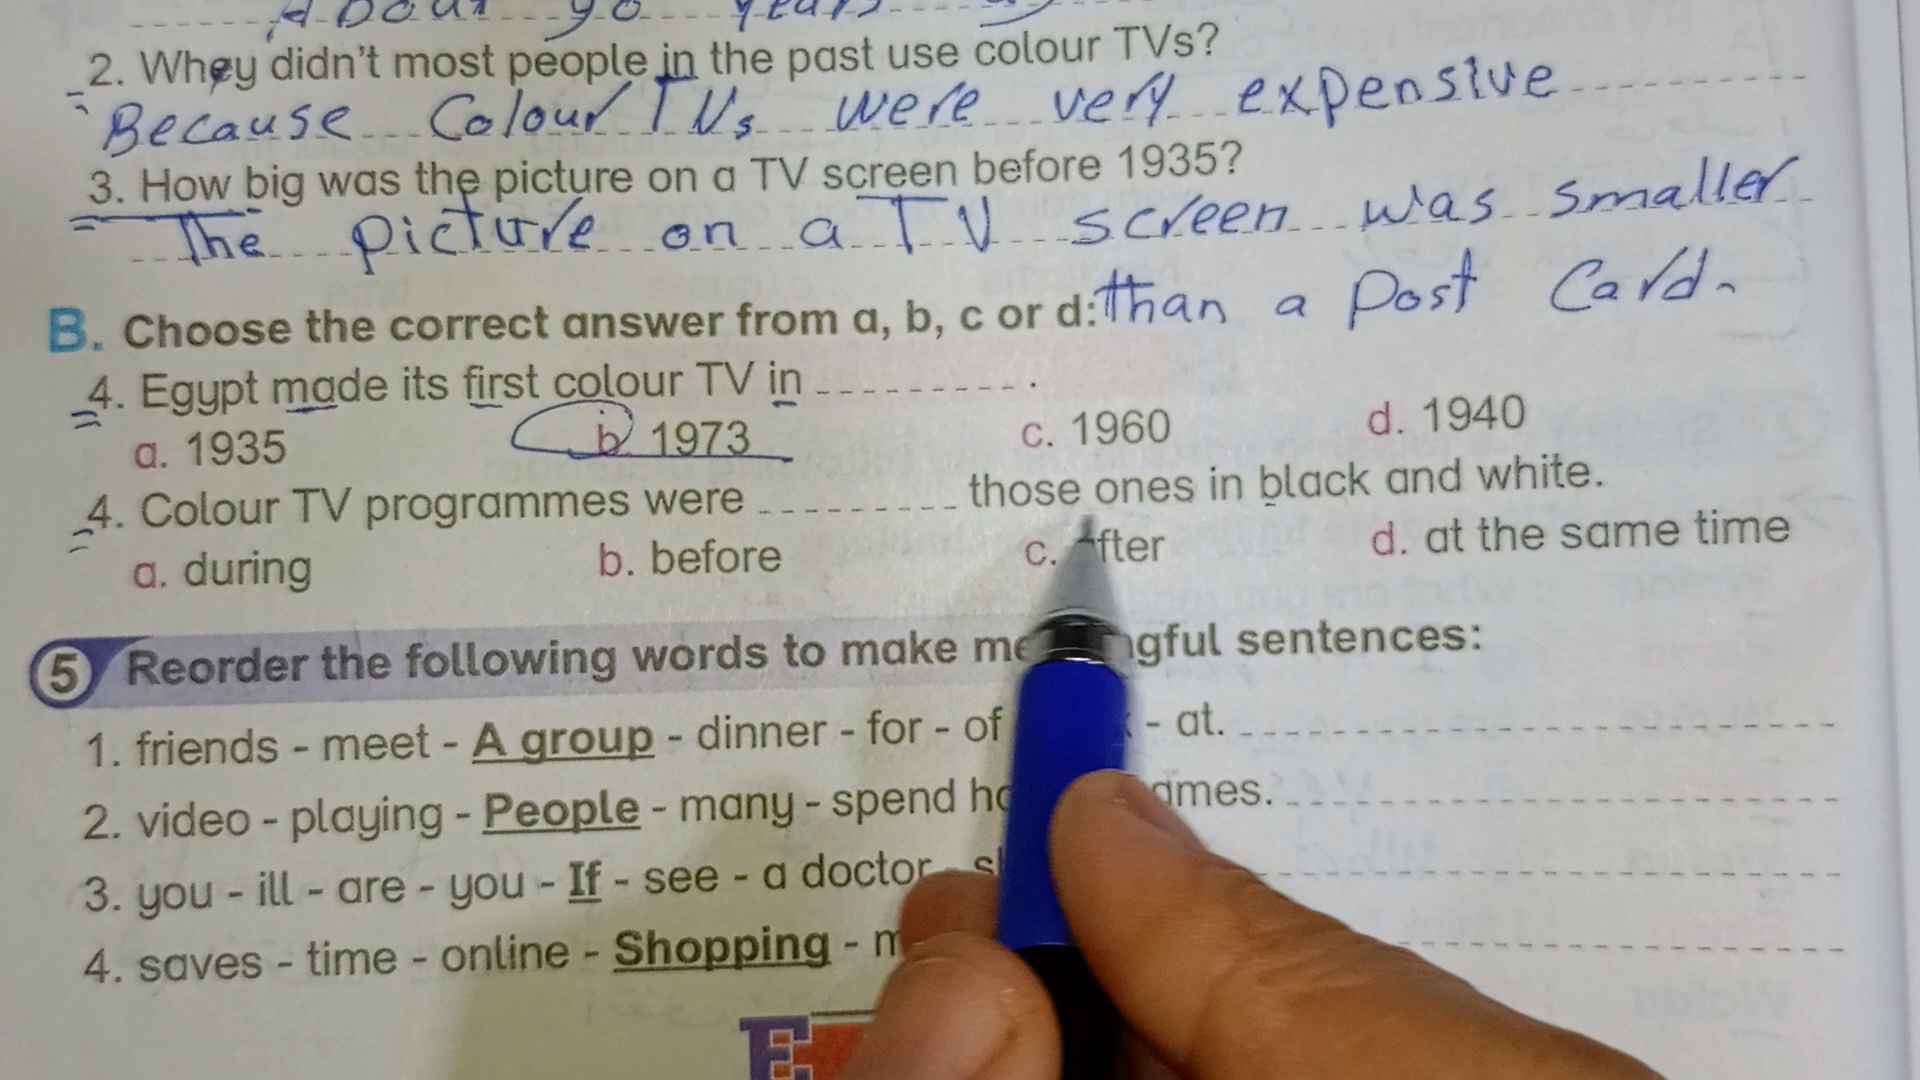 About 90 years
2. Whey didn't most people in the past use colour TVs?
Because Colour TVs were very expensive
3. How big was the picture on a TV screen before 1935?
The picture on a TV screen was smaller
than a Post Card.
B. Choose the correct answer from a, b, c or d:
4. Egypt made its first colour TV in .
a. 1935 b. 1973 c. 1960 d. 1940
4. Colour TV programmes were those ones in black and white.
a. during b. before c. after d. at the same time
5 Reorder the following words to make meaningful sentences:
1. friends - meet - A group - dinner - for - of - at.
2. video - playing - People - many - spend
3. you - ill - are - you - If - see - a doctor -
4. saves - time - online - Shopping -